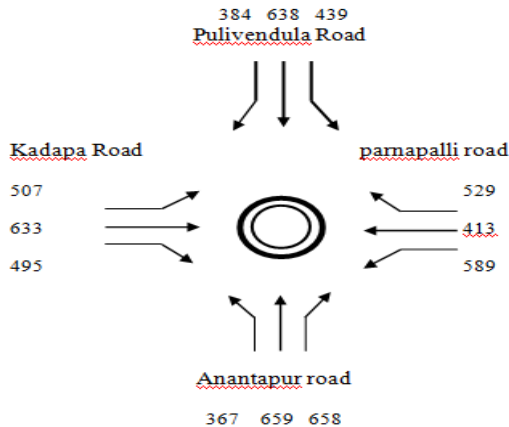 384 638 439
Pulivendula Road
Kadapa Road
parnapalli road
507
529
633
413
495
589
Anantapur road
367 659 658